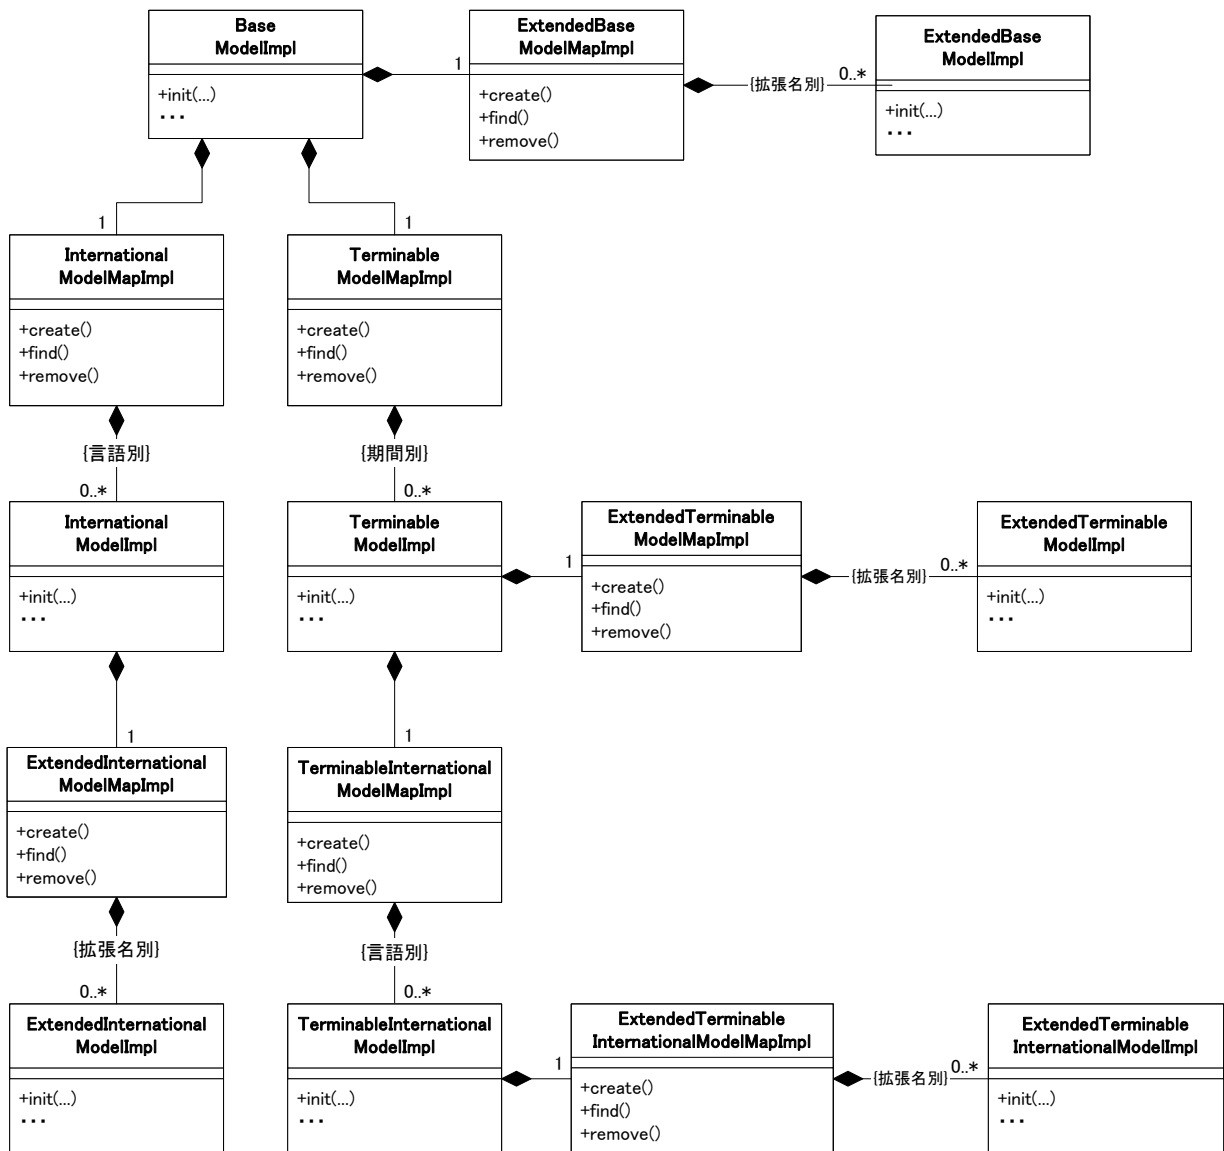 Base
ModelImpl
+init(...)
・・・
1
ExtendedBase
ModelMapImpl
+create()
+find()
+remove()
{拡張名別}
0..*
ExtendedBase
ModelImpl
+init(...)
・・・
1
1
International
ModelMapImpl
+create()
+find()
+remove()
Terminable
ModelMapImpl
+create()
+find()
+remove()
{言語別}
0..*
{期間別}
0..*
International
ModelImpl
+init(...)
・・・
Terminable
ModelImpl
+init(...)
・・・
1
ExtendedTerminable
ModelMapImpl
+create()
+find()
+remove()
{拡張名別}
0..*
ExtendedTerminable
ModelImpl
+init(...)
・・・
1
1
ExtendedInternational
ModelMapImpl
+create()
+find()
+remove()
TerminableInternational
ModelMapImpl
+create()
+find()
+remove()
{拡張名別}
0..*
{言語別}
0..*
ExtendedInternational
ModelImpl
+init(...)
・・・
TerminableInternational
ModelImpl
+init(...)
・・・
1
ExtendedTerminable
InternationalModelMapImpl
+create()
+find()
+remove()
{拡張名別}
0..*
ExtendedTerminable
InternationalModelImpl
+init(...)
・・・